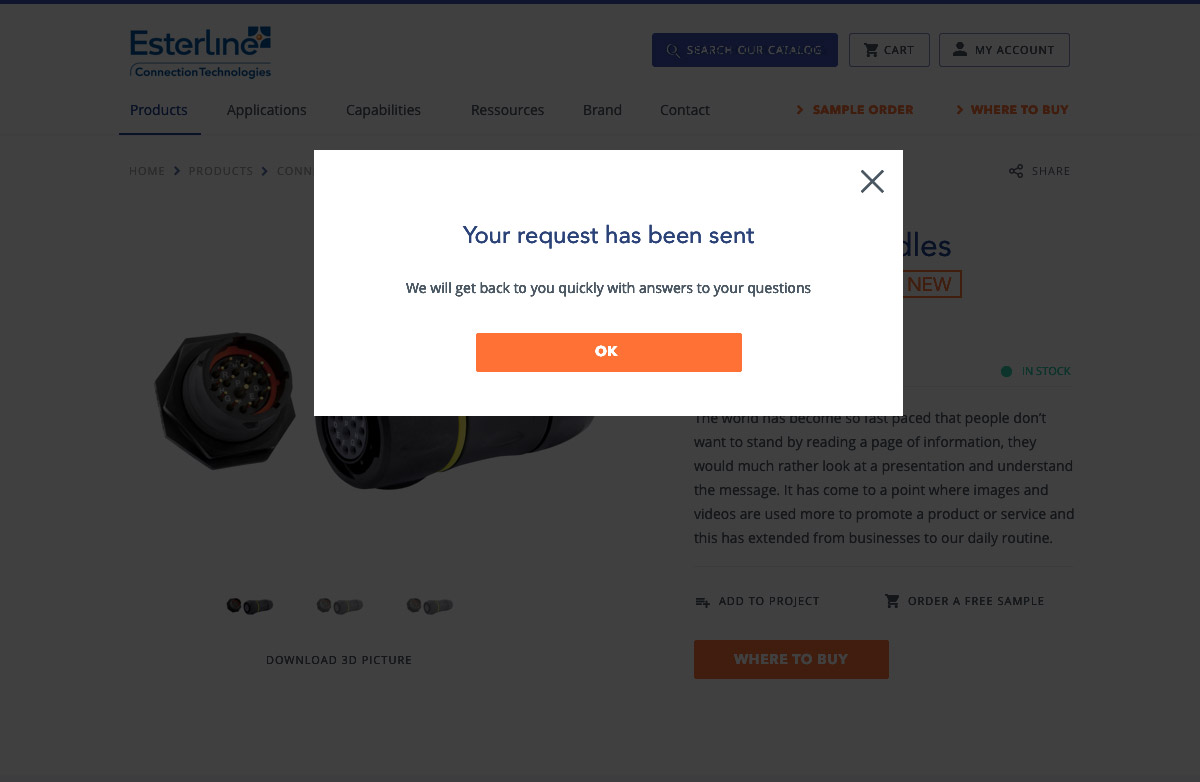 Esterline
Connection Technologies
SEARCH OUR CATALOG
CART
MY ACCOUNT
Products
Applications
Capabilities
Ressources
Brand
Contact
SAMPLE ORDER
WHERE TO BUY
HOME
PRODUCTS
CONN
SHARE
Your request has been sent
We will get back to you quickly with answers to your questions
OK
dles
NEW
IN STOCK
The world has become so fast paced that people don't
want to stand by reading a page of information, they
would much rather look at a presentation and understand
the message. It has come to a point where images and
videos are used more to promote a product or service and
this has extended from businesses to our daily routine.
ADD TO PROJECT
ORDER A FREE SAMPLE
DOWNLOAD 3D PICTURE
WHERE TO BUY